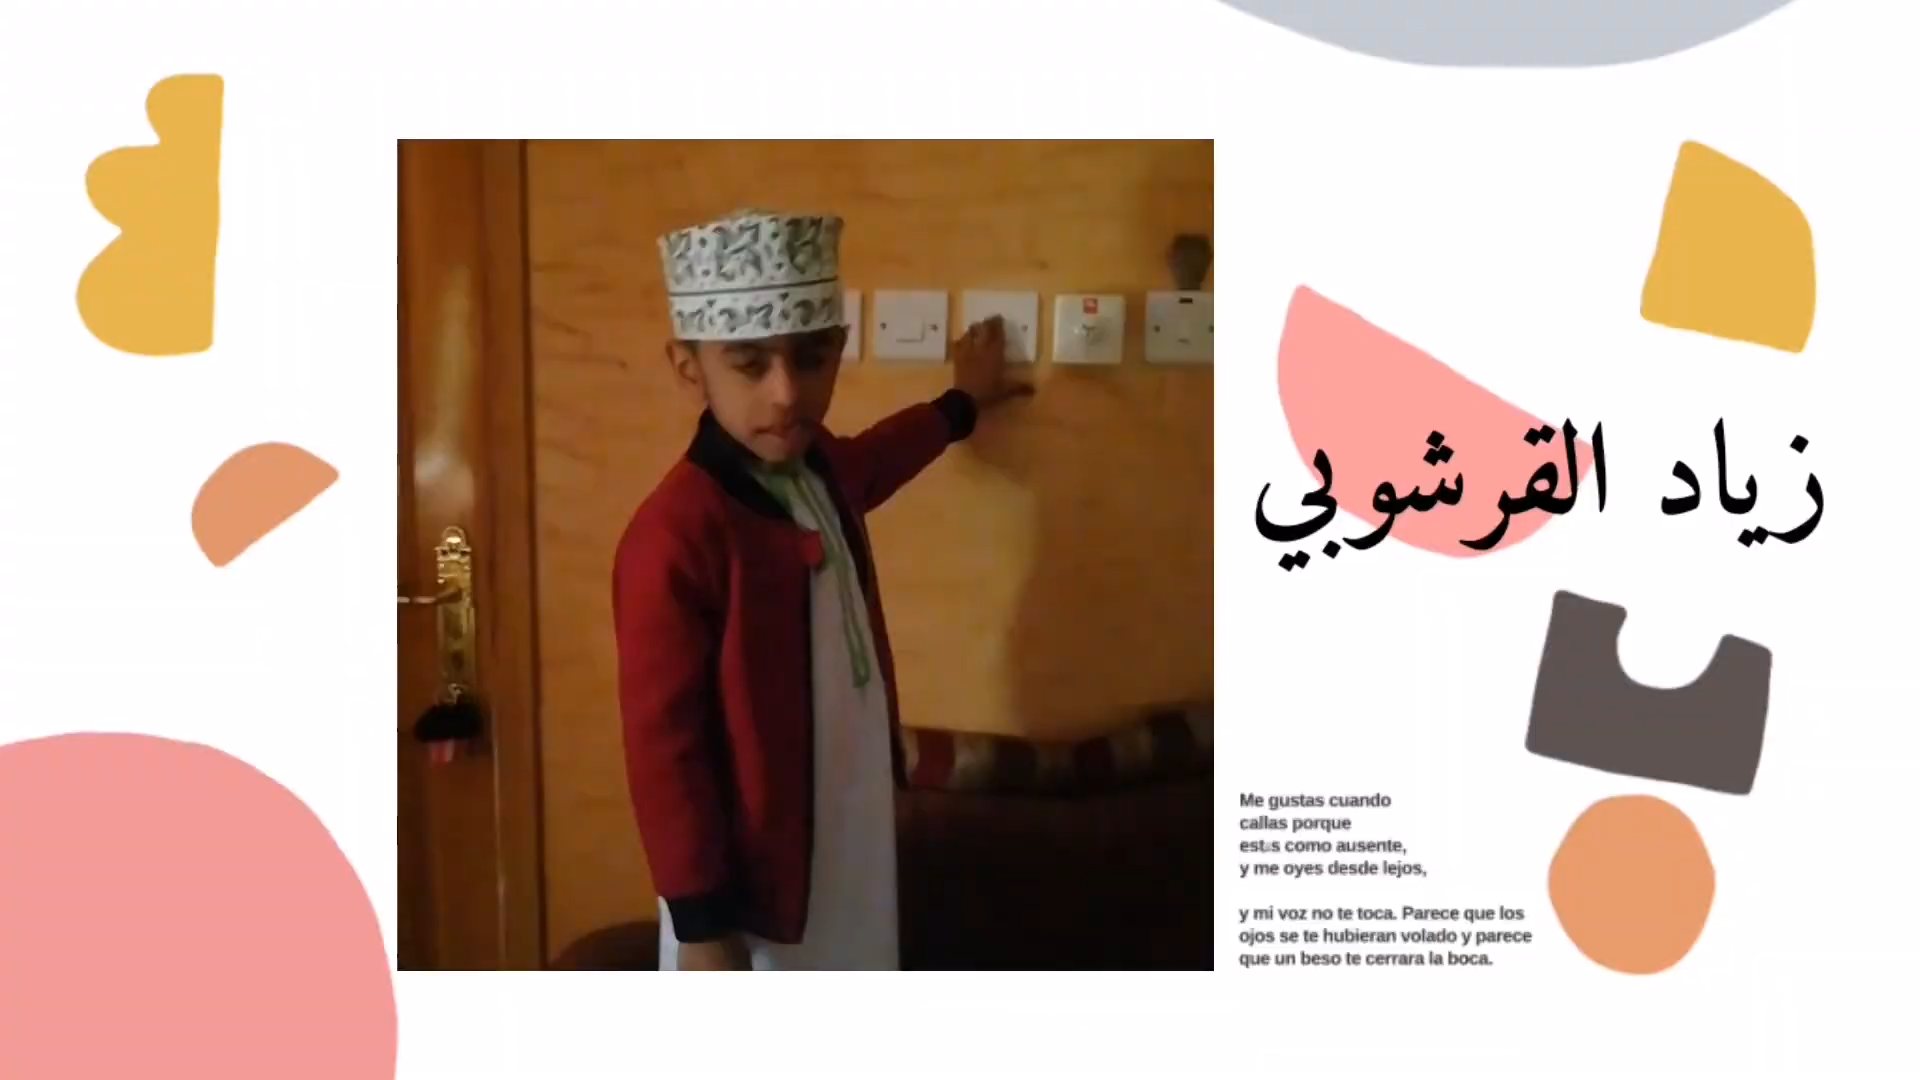 زياد القرشوبي
Me gustas cuando
callas porque
estás como ausente,
y me oyes desde lejos,
y mi voz no te toca. Parece que los
ojos se te hubieran volado y parece
que un beso te cerrara la boca.